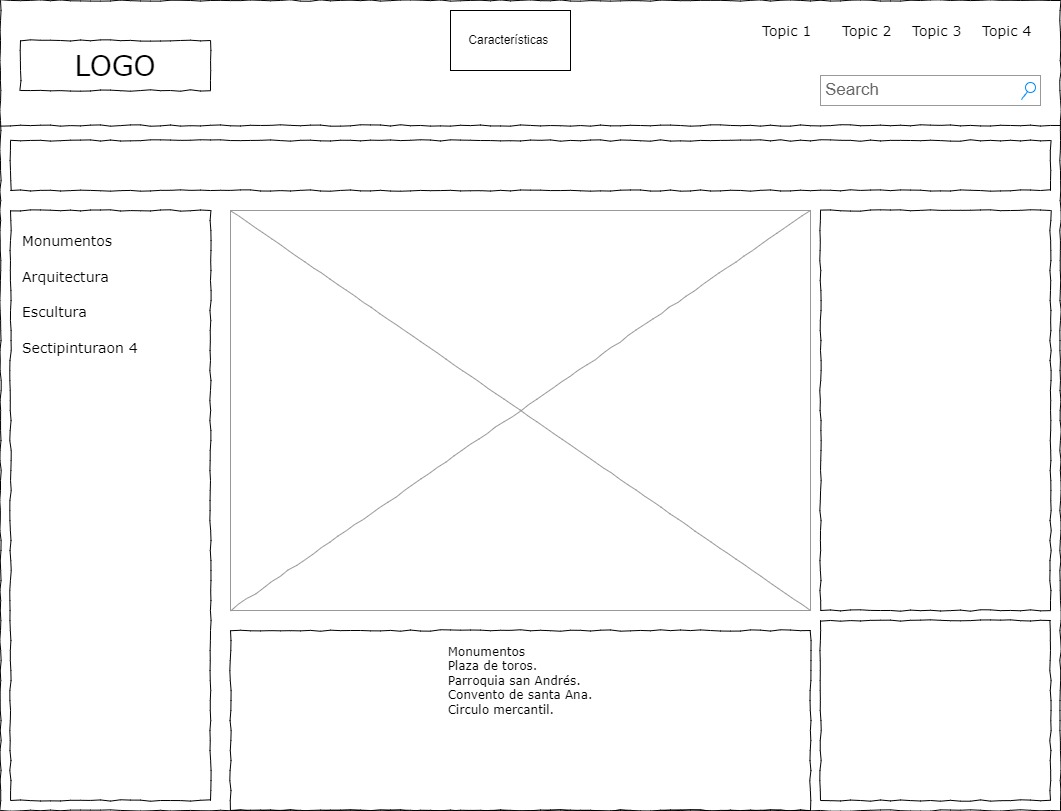 Características
Topic 1 Topic 2 Topic 3 Topic 4
LOGO
Search
Monumentos
Arquitectura
Escultura
Sectipinturaon 4
Monumentos
Plaza de toros.
Parroquia san Andrés.
Convento de santa Ana.
Circulo mercantil.